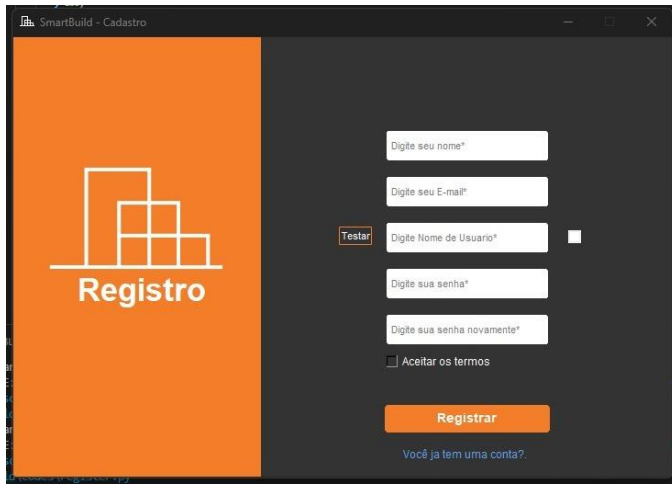 SmartBuild - Cadastro
Registro
Digite seu nome*
Digite seu E-mail*
Testar
Digite Nome de Usuario*
Digite sua senha*
Digite sua senha novamente*
Aceitar os termos
Registrar
Você ja tem uma conta?.